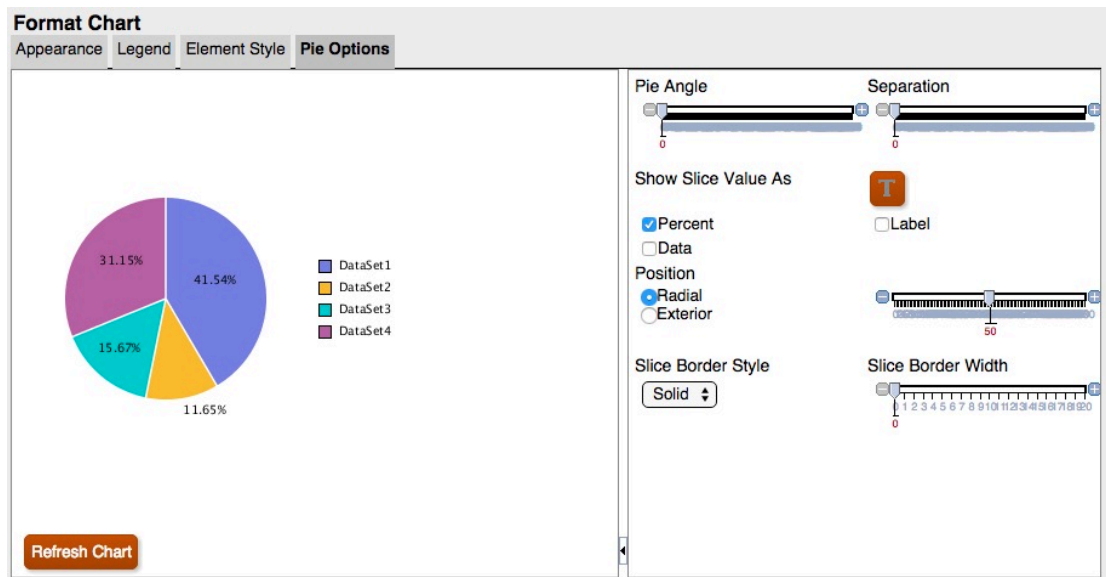 Format Chart
Appearance Legend Element Style Pie Options
Pie Angle Separation
0 0
Show Slice Value As T
Percent Label
Data
Position
Radial
Exterior
50
Slice Border Style Slice Border Width
Solid
0 1 2 3 4 5 6 7 8 9 10 11 12 13 14 15 16 17 18 19 20
0
31.15%
41.54%
15.67%
11.65%
DataSet1
DataSet2
DataSet3
DataSet4
Refresh Chart